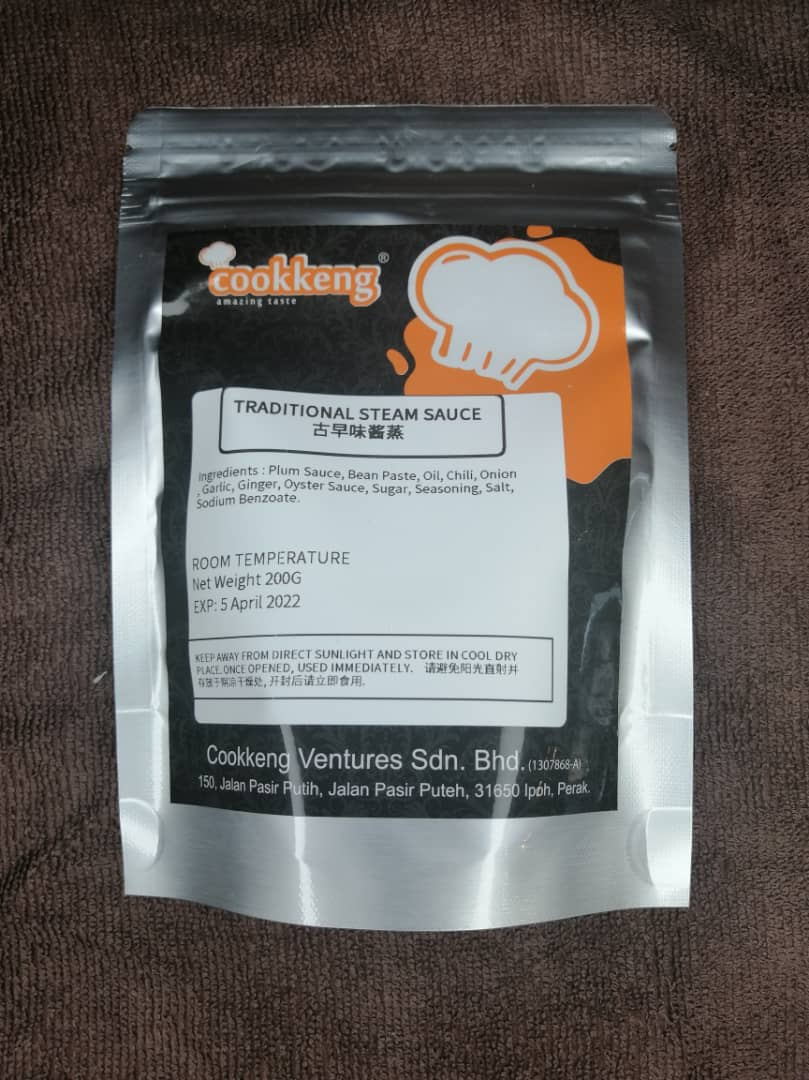 cookkeng®
amazing taste
TRADITIONAL STEAM SAUCE
古早味酱蒸
Ingredients : Plum Sauce, Bean Paste, Oil, Chili, Onion
, Garlic, Ginger, Oyster Sauce, Sugar, Seasoning, Salt,
Sodium Benzoate.
ROOM TEMPERATURE
Net Weight 200G
EXP: 5 April 2022
KEEP AWAY FROM DIRECT SUNLIGHT AND STORE IN COOL DRY
PLACE. ONCE OPENED, USED IMMEDIATELY. 请避免阳光直射并
存放于阴凉干燥处, 开封后请立即食用.
Cookkeng Ventures Sdn. Bhd. (1307868-A)
150, Jalan Pasir Putih, Jalan Pasir Puteh, 31650 Ipoh, Perak.